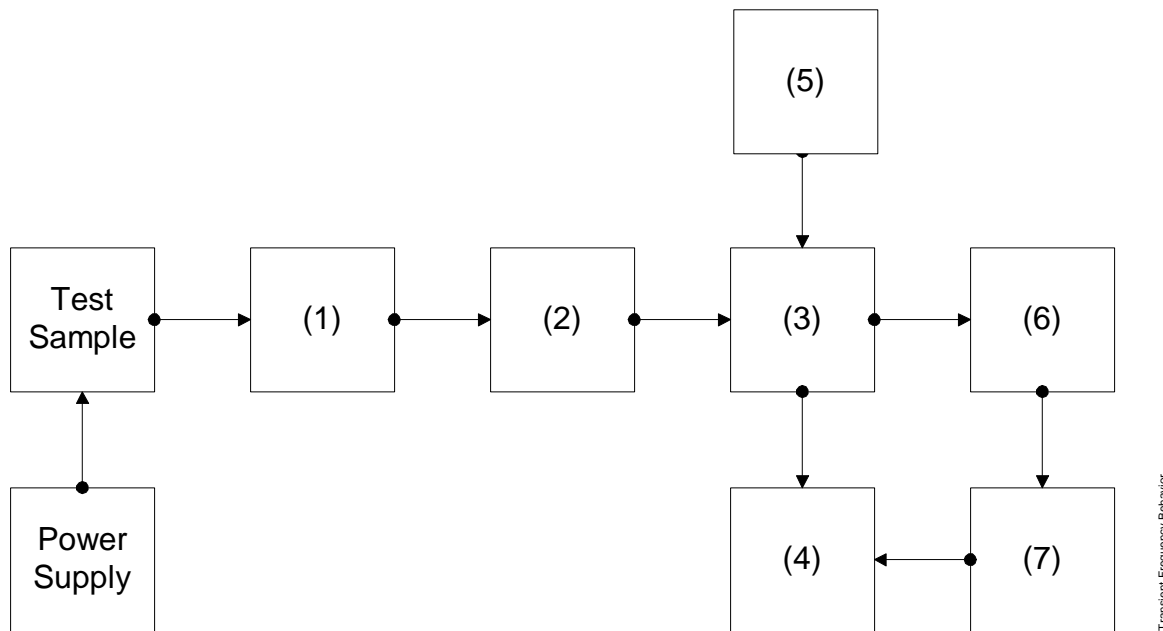 (5)
Test
Sample
(1)
(2)
(3)
(6)
Power
Supply
(4)
(7)
Transient Frequency Behavior